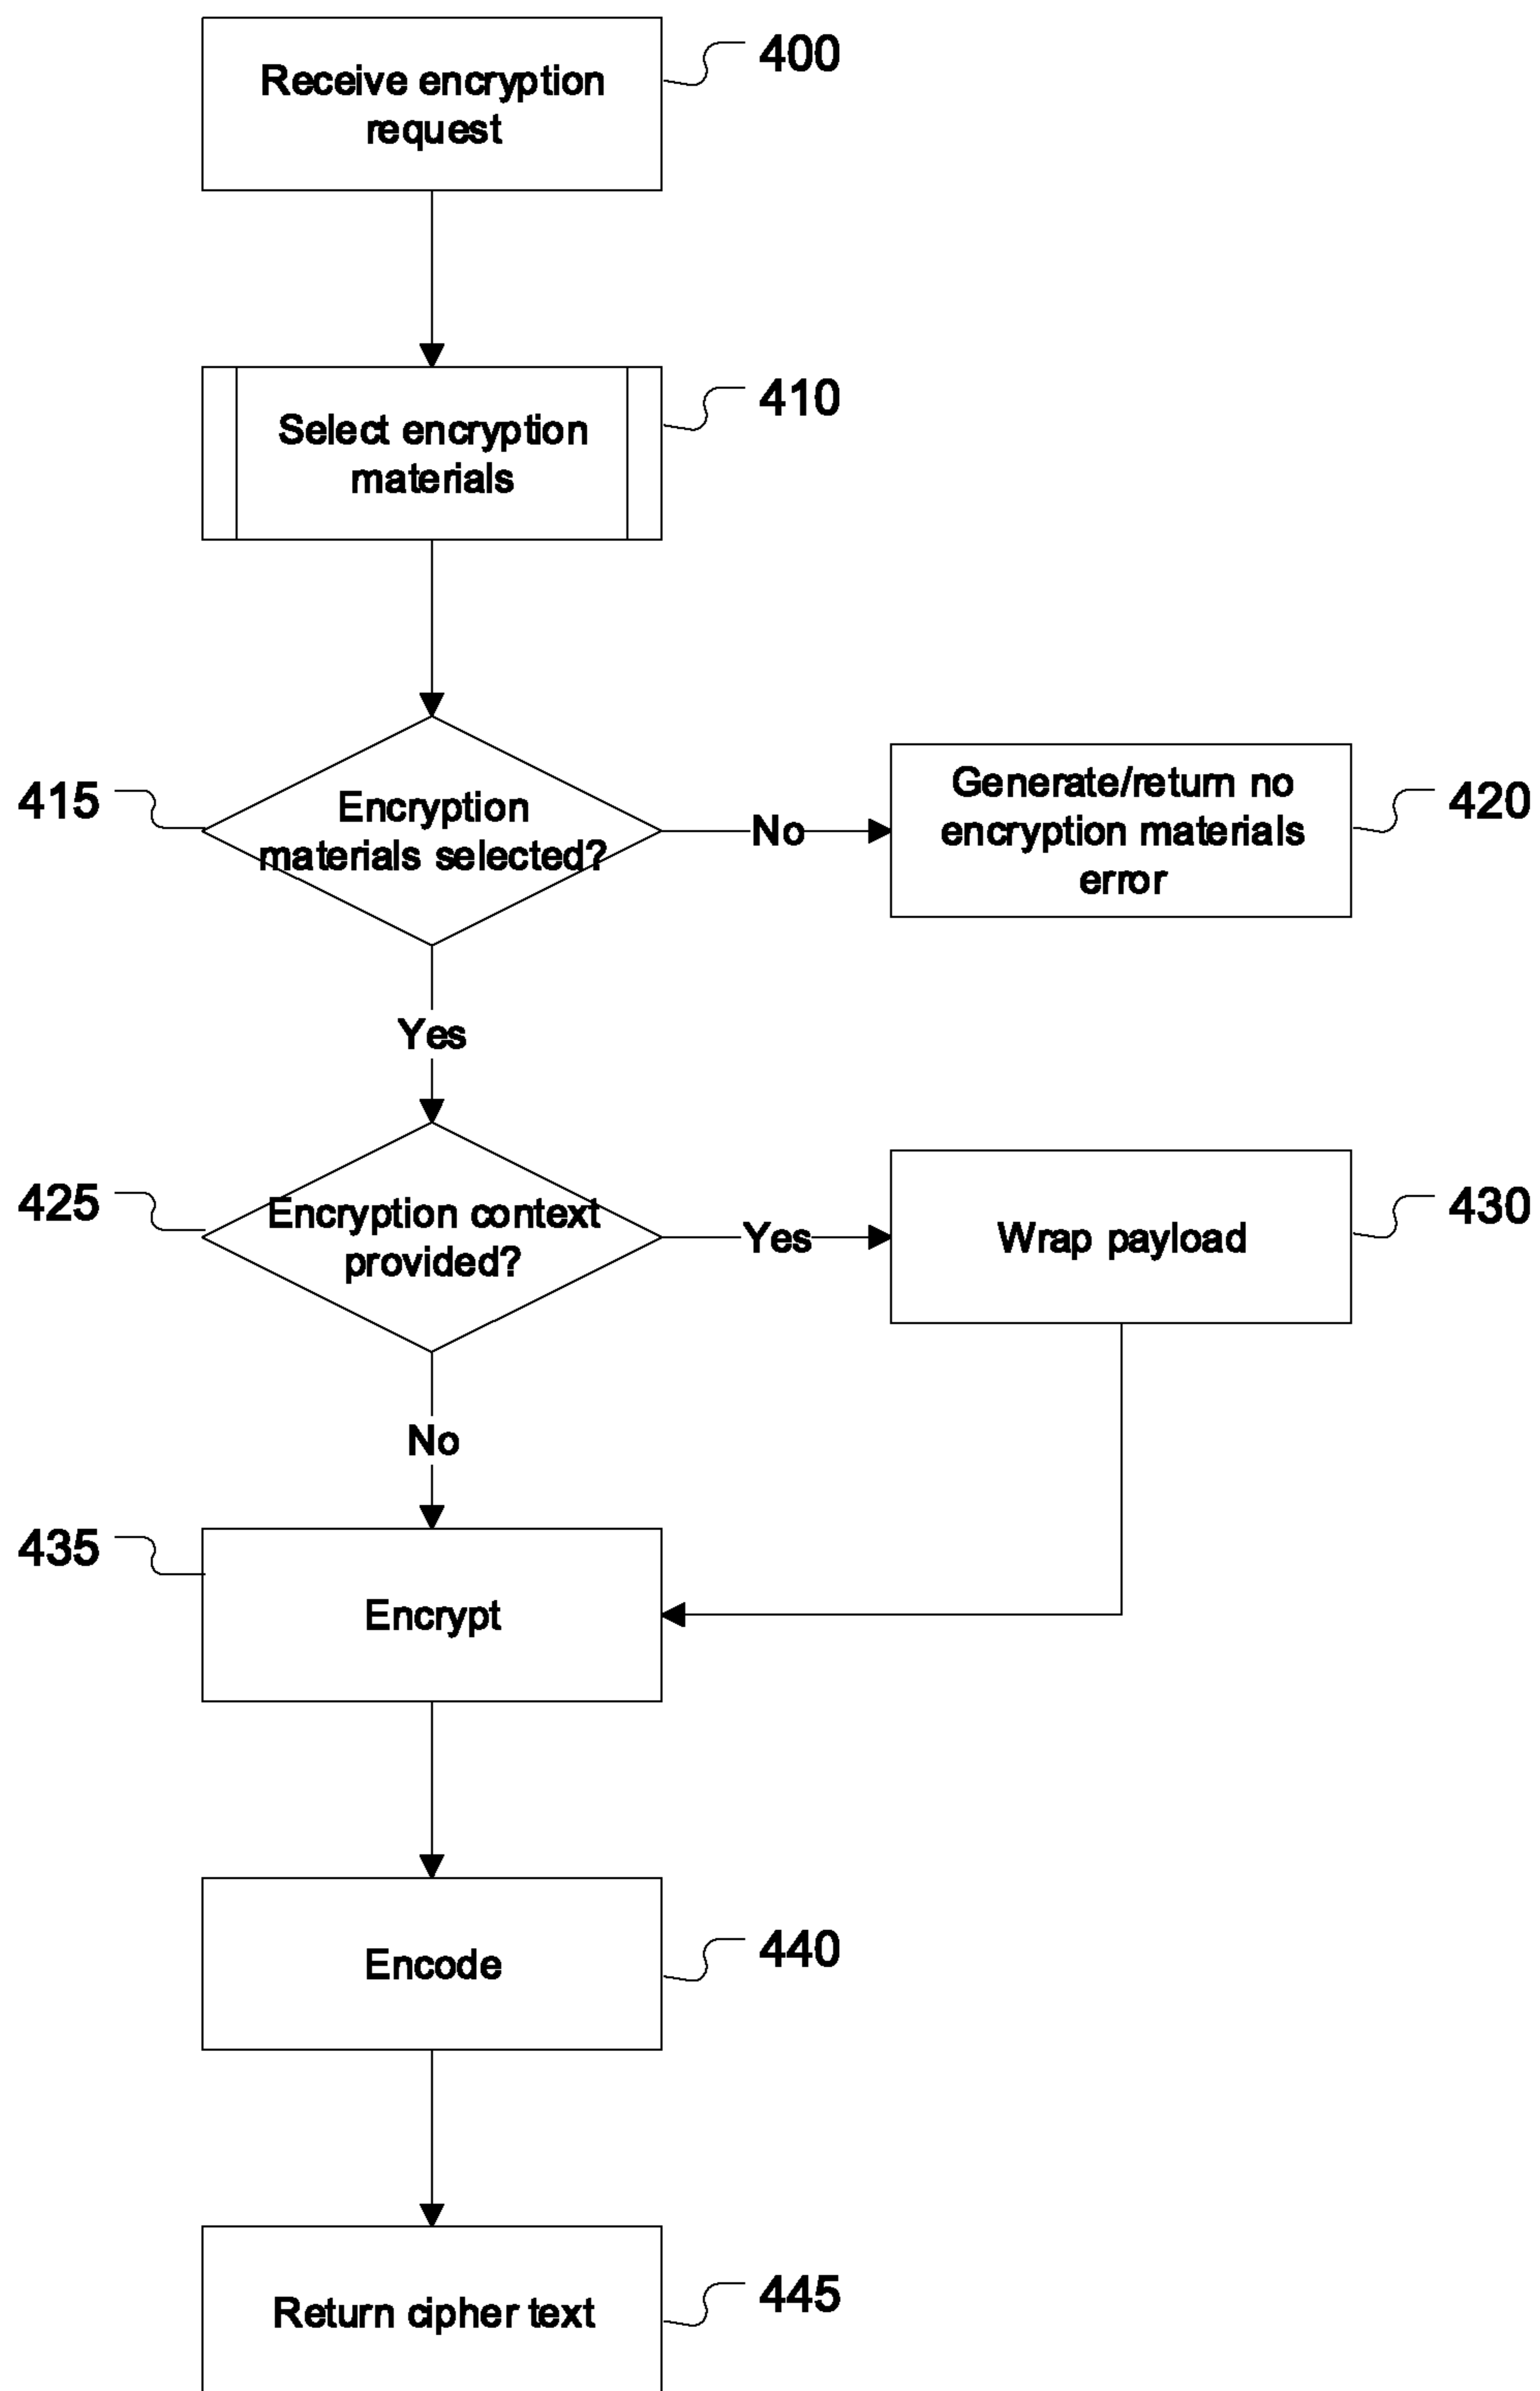 Receive encryption
request
400
Select encryption
materials
410
415
Encryption
materials selected?
No
Generate/return no
encryption materials
error
420
Yes
425
Encryption context
provided?
Yes
Wrap payload
430
No
435
Encrypt
Encode
440
Return cipher text
445